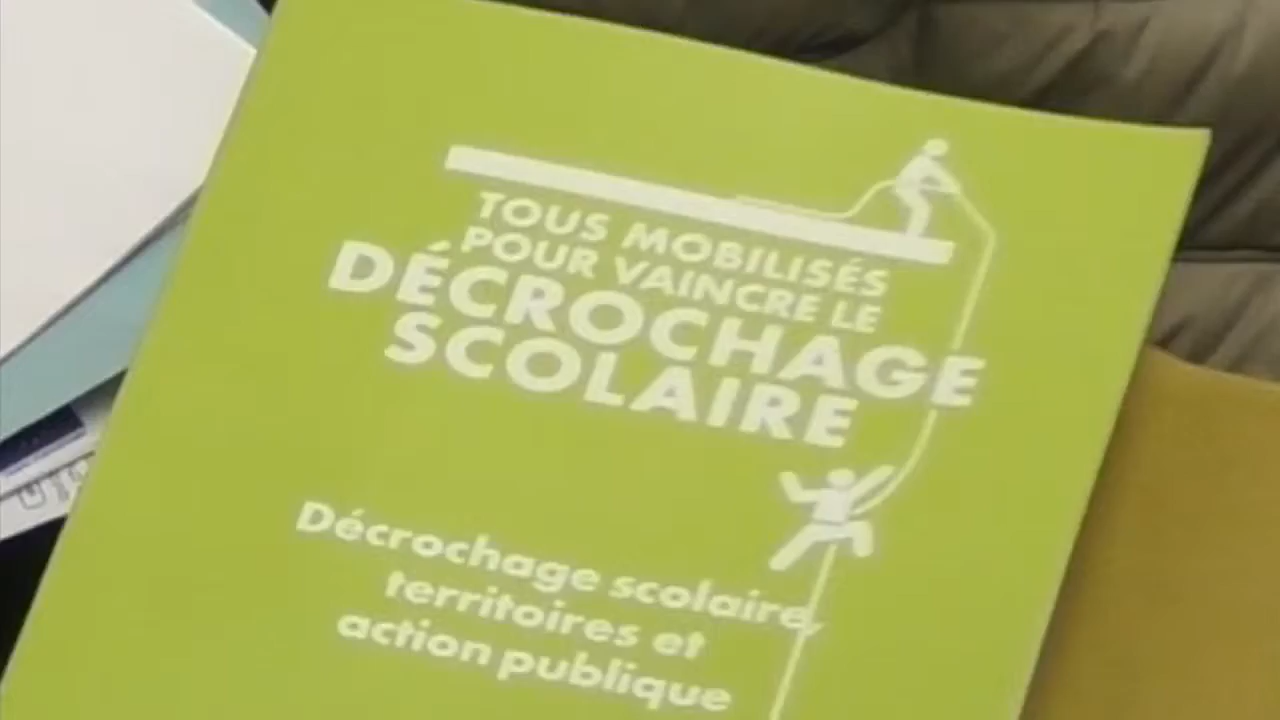 TOUS MOBILISÉS
POUR VAINCRE LE
DÉCROCHAGE
SCOLAIRE
Décrochage scolaire,
territoires et
action publique